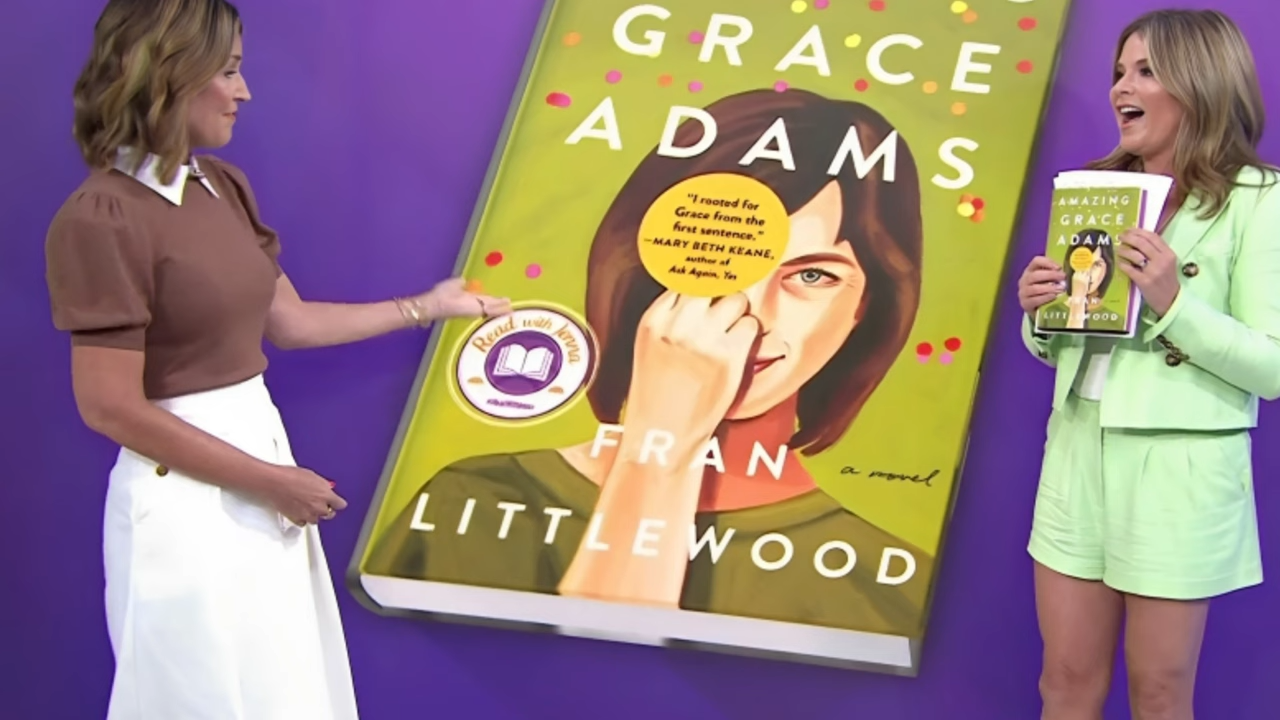 GRACE
ADAMS
"I rooted for
Grace from the
first sentence."
—MARY BETH KEANE,
author of
Ask Again, Yes
Read with Jenna
FRAN
a novel
LITTLEWOOD
AMAZING
GRACE
ADAMS
FRAN
LITTLEWOOD